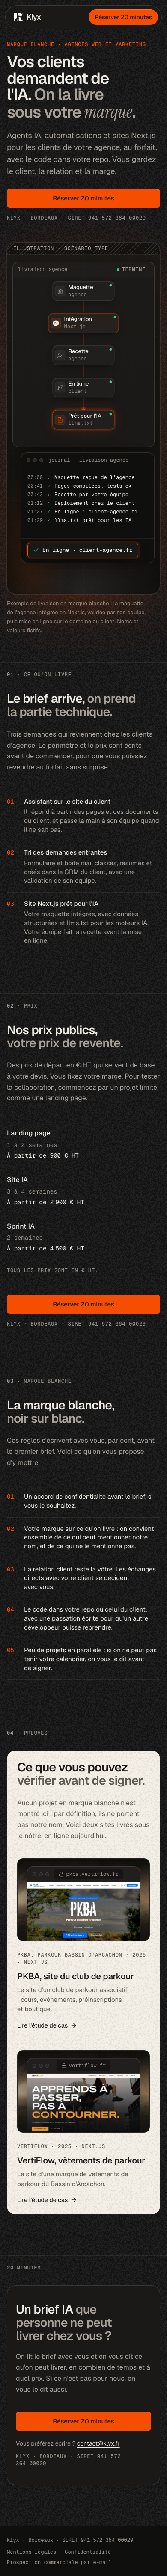 Klyx
Réserver 20 minutes
MARQUE BLANCHE · AGENCES WEB ET MARKETING
Vos clients
demandent de
l'IA. On la livre
sous votre marque.
Agents IA, automatisations et sites Next.js
pour les clients de votre agence, au forfait,
avec le code dans votre repo. Vous gardez
le client, la relation et la marge.
Réserver 20 minutes
KLYX · BORDEAUX · SIRET 941 572 364 00029
ILLUSTRATION · SCÉNARIO TYPE
livraison agence
TERMINÉ
Maquette
agence
Intégration
Next.js
Recette
agence
En ligne
client
Prêt pour l'IA
llms.txt
journal · livraison agence
00:00 › Maquette reçue de l'agence
00:41 ✓ Pages compilées, tests ok
00:43 › Recette par votre équipe
01:12 › Déploiement chez le client
01:27 ✓ En ligne : client-agence.fr
01:29 ✓ llms.txt prêt pour les IA
En ligne · client-agence.fr
Exemple de livraison en marque blanche : la maquette
de l'agence intégrée en Next.js, validée par son équipe,
puis mise en ligne sur le domaine du client. Noms et
valeurs fictifs.
01 · CE QU'ON LIVRE
Le brief arrive, on prend
la partie technique.
Trois demandes qui reviennent chez les clients
d'agence. Le périmètre et le prix sont écrits
avant de commencer, pour que vous puissiez
revendre au forfait sans surprise.
01 Assistant sur le site du client
Il répond à partir des pages et des documents
du client, et passe la main à son équipe quand
il ne sait pas.
02 Tri des demandes entrantes
Formulaire et boîte mail classés, résumés et
créés dans le CRM du client, avec une
validation de son équipe.
03 Site Next.js prêt pour l'IA
Votre maquette intégrée, avec données
structurées et llms.txt pour les moteurs IA.
Votre équipe fait la recette avant la mise
en ligne.
02 · PRIX
Nos prix publics,
votre prix de revente.
Des prix de départ en € HT, qui servent de base
à votre devis. Vous fixez votre marge. Pour tester
la collaboration, commencez par un projet limité,
comme une landing page.
Landing page
1 à 2 semaines
À partir de 900 € HT
Site IA
3 à 4 semaines
À partir de 2 900 € HT
Sprint IA
2 semaines
À partir de 4 500 € HT
TOUS LES PRIX SONT EN € HT.
Réserver 20 minutes
KLYX · BORDEAUX · SIRET 941 572 364 00029
03 · MARQUE BLANCHE
La marque blanche,
noir sur blanc.
Ces règles s'écrivent avec vous, par écrit, avant
le premier brief. Voici ce qu'on vous propose
d'y mettre.
01 Un accord de confidentialité avant le brief, si
vous le souhaitez.
02 Votre marque sur ce qu'on livre : on convient
ensemble de ce qui peut mentionner notre
nom, et de ce qui ne le mentionne pas.
03 La relation client reste la vôtre. Les échanges
directs avec votre client se décident
avec vous.
04 Le code dans votre repo ou celui du client,
avec une passation écrite pour qu'un autre
développeur puisse reprendre.
05 Peu de projets en parallèle : si on ne peut pas
tenir votre calendrier, on vous le dit avant
de signer.
04 · PREUVES
Ce que vous pouvez
vérifier avant de signer.
Aucun projet en marque blanche n'est
montré ici : par définition, ils ne portent
pas notre nom. Voici deux sites livrés sous
le nôtre, en ligne aujourd'hui.
pkba.vertiflow.fr
PKBA
PKBA, PARKOUR BASSIN D'ARCACHON · 2025
· NEXT.JS
PKBA, site du club de parkour
Le site d'un club de parkour associatif
: cours, événements, préinscriptions
et boutique.
Lire l'étude de cas →
vertiflow.fr
APPRENDS À
PASSER,
PAS À
CONTOURNER.
VERTIFLOW · 2025 · NEXT.JS
VertiFlow, vêtements de parkour
Le site d'une marque de vêtements de
parkour du Bassin d'Arcachon.
Lire l'étude de cas →
20 MINUTES
Un brief IA que
personne ne peut
livrer chez vous ?
On lit le brief avec vous et on vous dit ce
qu'on peut livrer, en combien de temps et à
quel prix. Si ce n'est pas pour nous, on
vous le dit aussi.
Réserver 20 minutes
Vous préférez écrire ? contact@klyx.fr
KLYX · BORDEAUX · SIRET 941 572
364 00029
Klyx · Bordeaux · SIRET 941 572 364 00029
Mentions légales Confidentialité
Prospection commerciale par e-mail